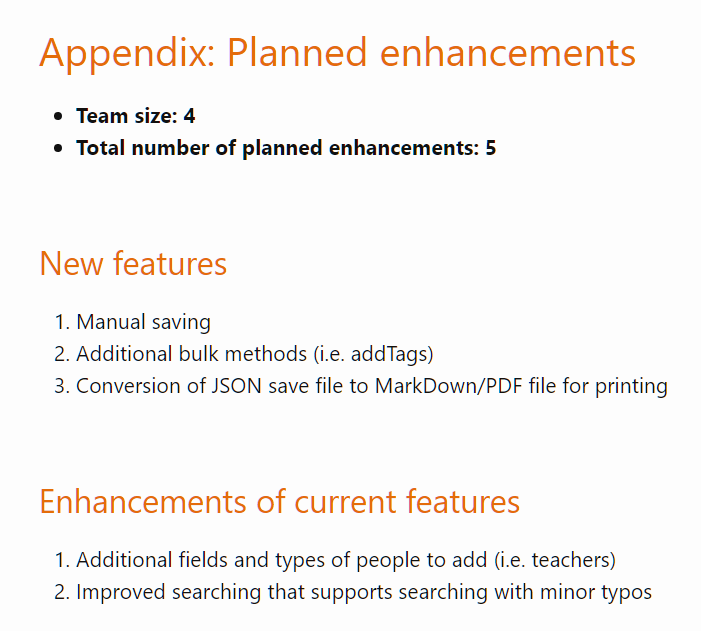 Appendix: Planned enhancements
• Team size: 4
• Total number of planned enhancements: 5
New features
1. Manual saving
2. Additional bulk methods (i.e. addTags)
3. Conversion of JSON save file to MarkDown/PDF file for printing
Enhancements of current features
1. Additional fields and types of people to add (i.e. teachers)
2. Improved searching that supports searching with minor typos